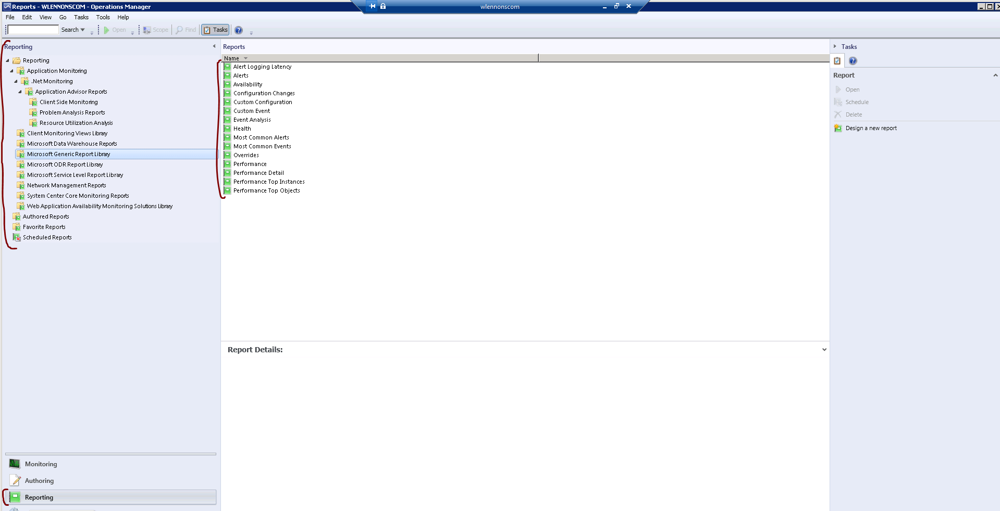 Reports - WLENNONSCOM - Operations Manager
wlennonscom
File Edit View Go Tasks Tools Help
Search Open Scope Find Tasks
Reporting
Reporting
Application Monitoring
.Net Monitoring
Application Advisor Reports
Client Side Monitoring
Problem Analysis Reports
Resource Utilization Analysis
Client Monitoring Views Library
Microsoft Data Warehouse Reports
Microsoft Generic Report Library
Microsoft ODR Report Library
Microsoft Service Level Report Library
Network Management Reports
System Center Core Monitoring Reports
Web Application Availability Monitoring Solutions Library
Authored Reports
Favorite Reports
Scheduled Reports
Monitoring
Authoring
Reporting
Reports
Name
Alert Logging Latency
Alerts
Availability
Configuration Changes
Custom Configuration
Custom Event
Event Analysis
Health
Most Common Alerts
Most Common Events
Overrides
Performance
Performance Detail
Performance Top Instances
Performance Top Objects
Report Details:
Tasks
Report
Open
Schedule
Delete
Design a new report